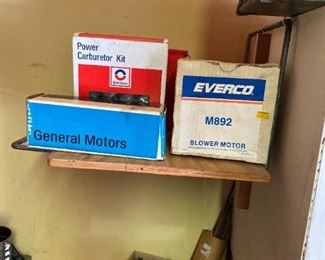 Power
Carburetor Kit
General Motors
EVERCO
M892
BLOWER MOTOR